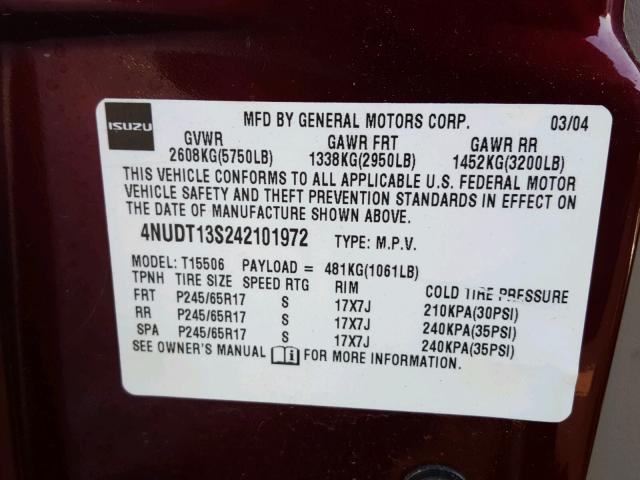 ISUZU
MFD BY GENERAL MOTORS CORP. 03/04
GVWR GAWR FRT GAWR RR
2608KG(5750LB) 1338KG(2950LB) 1452KG(3200LB)
THIS VEHICLE CONFORMS TO ALL APPLICABLE U.S. FEDERAL MOTOR
VEHICLE SAFETY AND THEFT PREVENTION STANDARDS IN EFFECT ON
THE DATE OF MANUFACTURE SHOWN ABOVE.
4NUDT13S242101972 TYPE: M.P.V.
MODEL: T15506 PAYLOAD = 481KG(1061LB)
TPNH TIRE SIZE SPEED RTG RIM COLD TIRE PRESSURE
FRT P245/65R17 S 17X7J 210KPA(30PSI)
RR P245/65R17 S 17X7J 240KPA(35PSI)
SPA P245/65R17 S 17X7J 240KPA(35PSI)
SEE OWNER'S MANUAL FOR MORE INFORMATION.